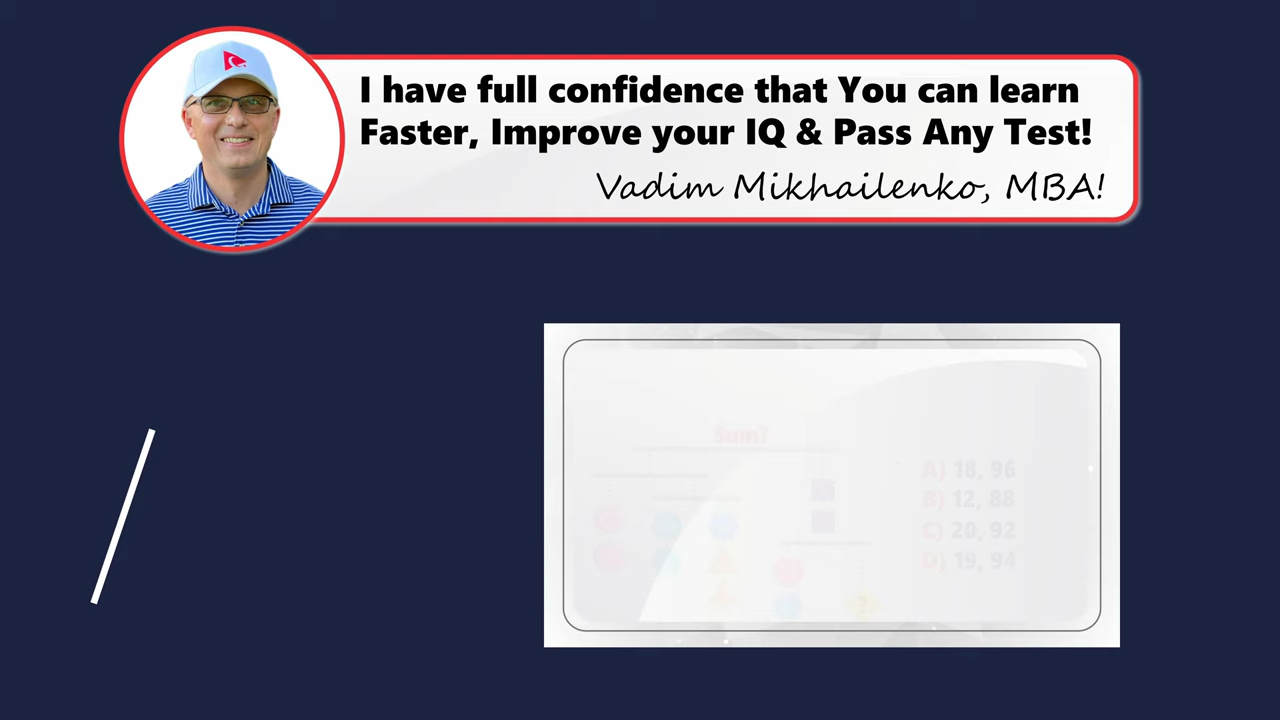 I have full confidence that You can learn
Faster, Improve your IQ & Pass Any Test!
Vadim Mikhailenko, MBA!
Sum?
A) 18, 96
B) 12, 88
C) 20, 92
D) 19, 94
?